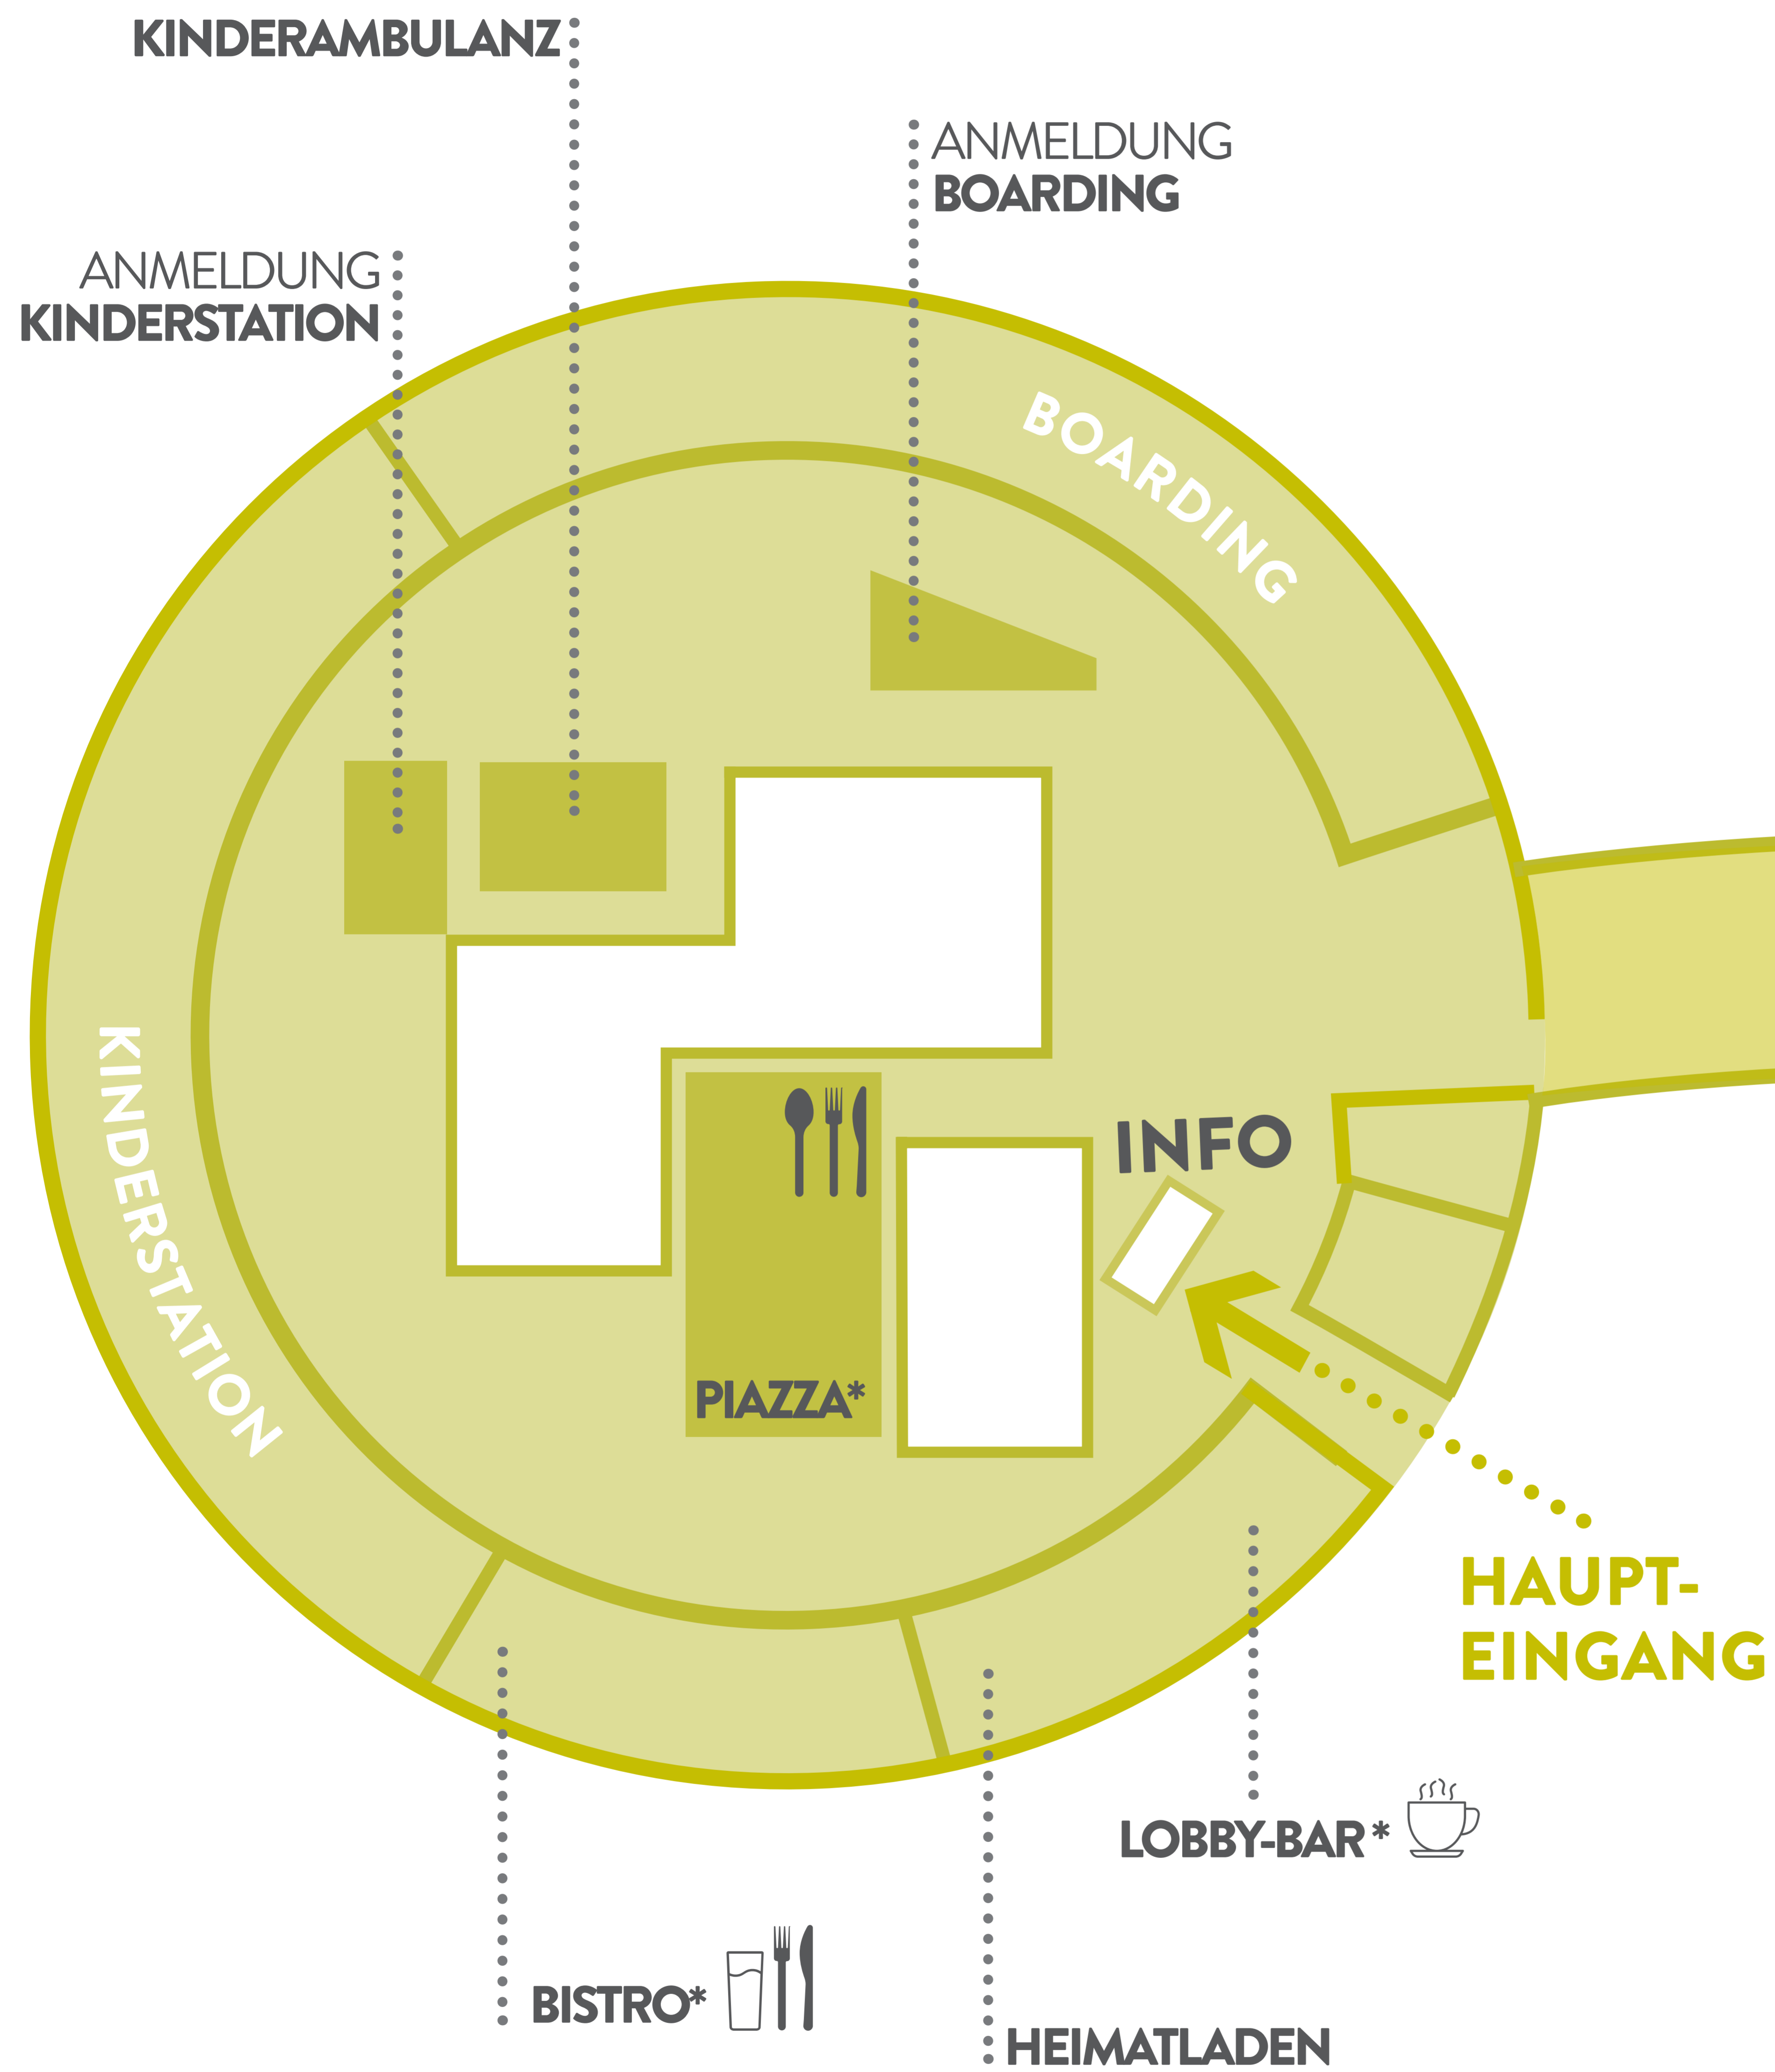 KINDERAMBULANZ
ANMELDUNG
BOARDING
ANMELDUNG
KINDERSTATION
BOARDING
KINDERSTATION
INFO
PIAZZA*
HAUPT-
EINGANG
LOBBY-BAR*
BISTRO*
HEIMATLADEN